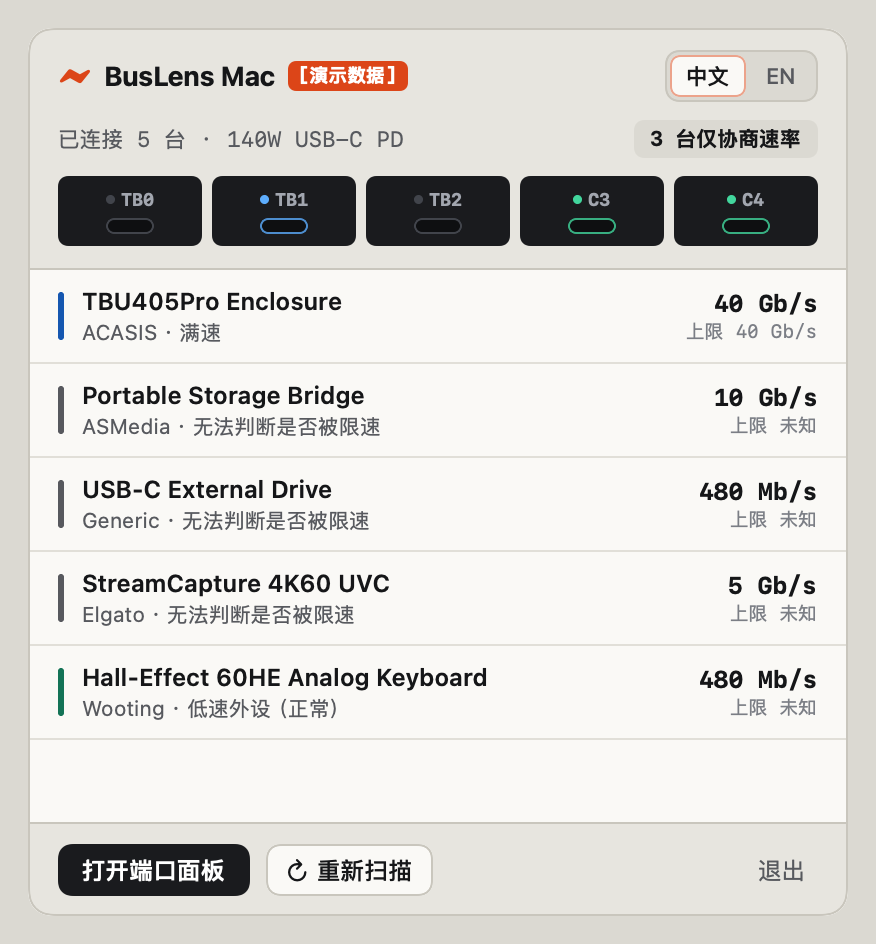 BusLens Mac [演示数据] 中文 EN
已连接 5 台 · 140W USB-C PD 3 台仅协商速率
TB0 TB1 TB2 C3 C4
TBU405Pro Enclosure 40 Gb/s
ACASIS · 满速 上限 40 Gb/s
Portable Storage Bridge 10 Gb/s
ASMedia · 无法判断是否被限速 上限 未知
USB-C External Drive 480 Mb/s
Generic · 无法判断是否被限速 上限 未知
StreamCapture 4K60 UVC 5 Gb/s
Elgato · 无法判断是否被限速 上限 未知
Hall-Effect 60HE Analog Keyboard 480 Mb/s
Wooting · 低速外设 (正常) 上限 未知
打开端口面板 重新扫描 退出